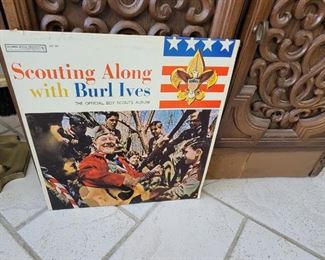 Scouting Along
with Burl Ives
THE OFFICIAL BOY SCOUTS ALBUM